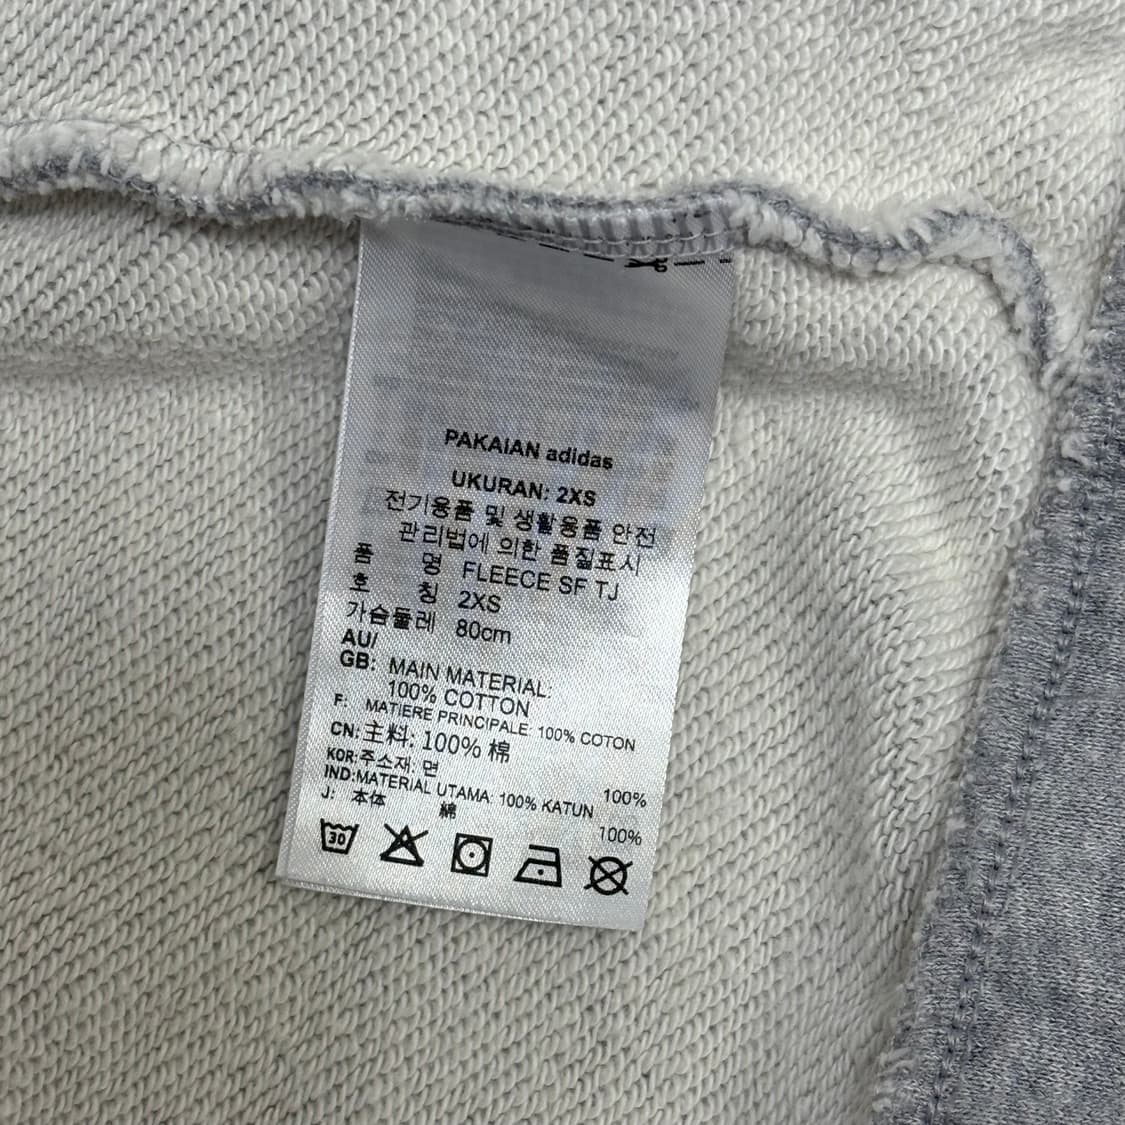 PAKAIAN adidas
UKURAN: 2XS
전기용품 및 생활용품 안전
관리법에 의한 품질표시
품 명 FLEECE SF TJ
호 칭 2XS
가슴둘레 80cm
AU/
GB: MAIN MATERIAL:
100% COTTON
F: MATIERE PRINCIPALE: 100% COTON
CN: 主料: 100% 棉
KOR: 주소재: 면 100%
IND:MATERIAL UTAMA: 100% KATUN
J: 本体 綿 100%
30